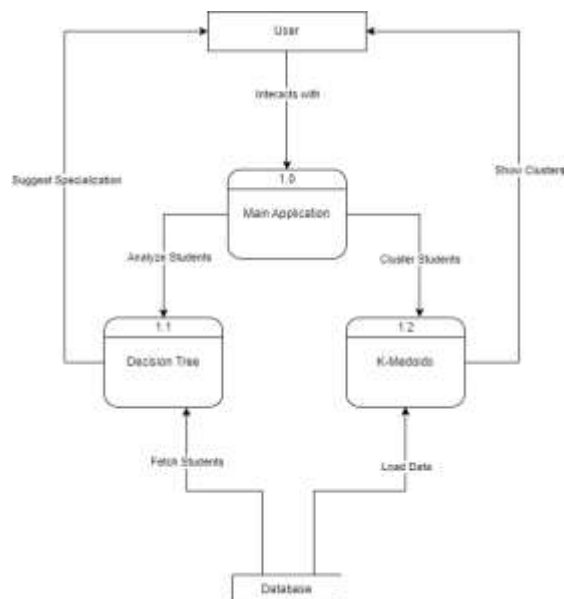 User
Interacts with
Suggest Specialization
Show Clusters
1.0
Main Application
Analyze Students
Cluster Students
1.1
Decision Tree
1.2
K-Medoids
Fetch Students
Load Data
Database